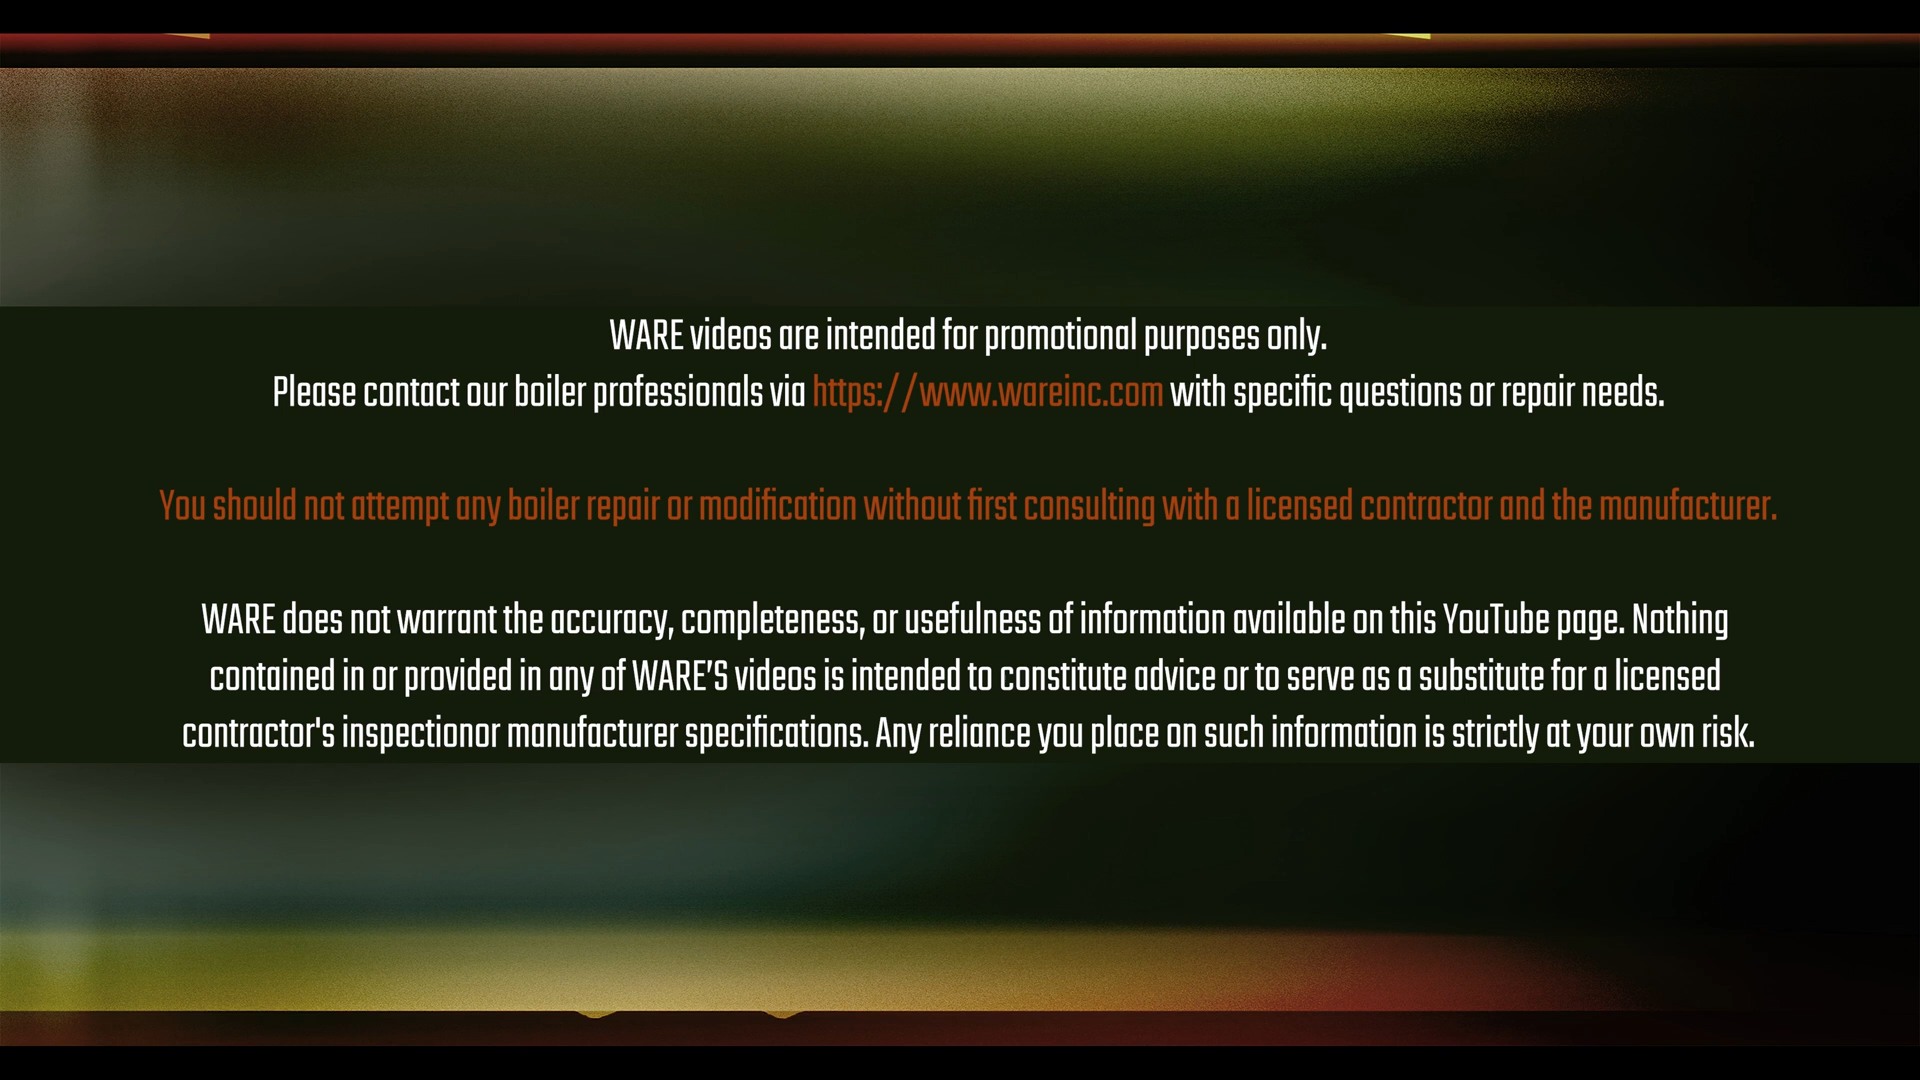 WARE videos are intended for promotional purposes only.
Please contact our boiler professionals via https://www.wareinc.com with specific questions or repair needs.
You should not attempt any boiler repair or modification without first consulting with a licensed contractor and the manufacturer.
WARE does not warrant the accuracy, completeness, or usefulness of information available on this YouTube page. Nothing
contained in or provided in any of WARE'S videos is intended to constitute advice or to serve as a substitute for a licensed
contractor's inspectionor manufacturer specifications. Any reliance you place on such information is strictly at your own risk.